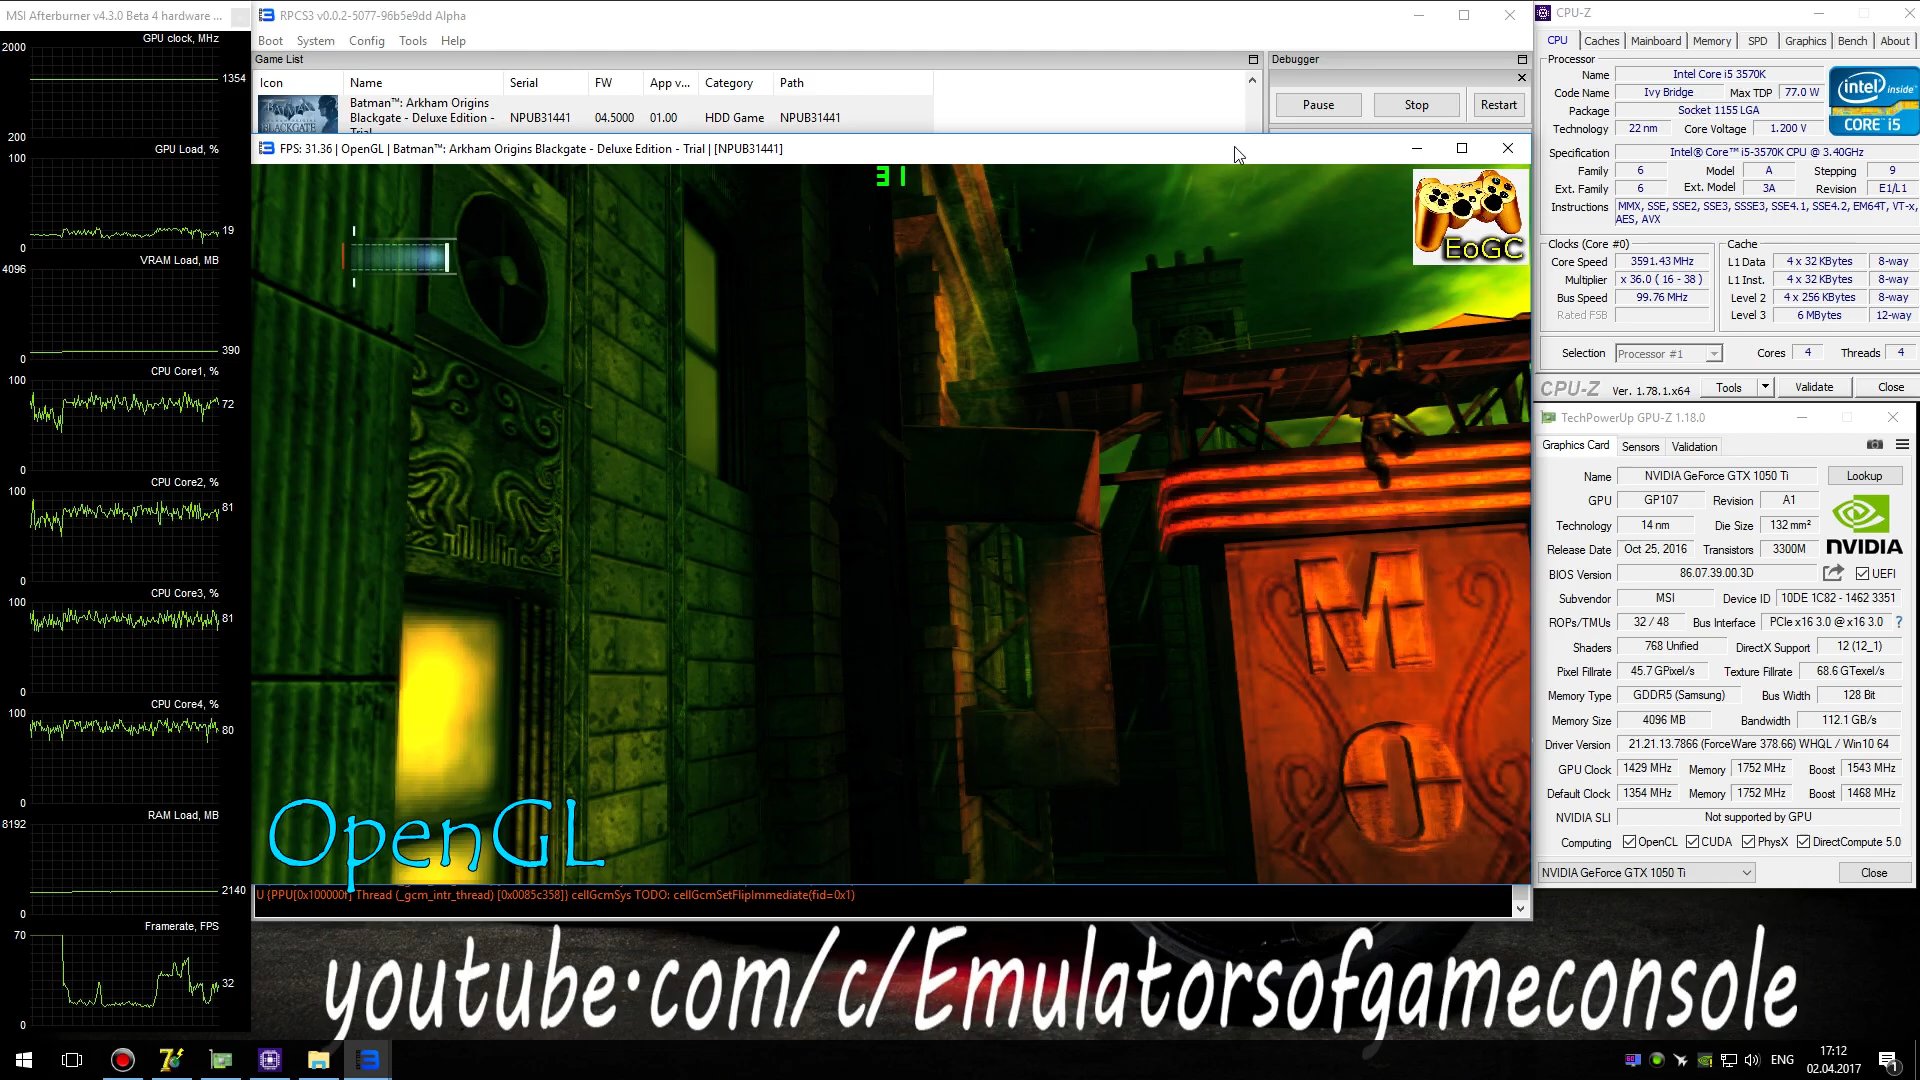 MSI Afterburner v4.3.0 Beta 4 hardware ...
GPU clock, MHz
2000
1354
200
GPU Load, %
100
19
0
VRAM Load, MB
4096
390
0
CPU Core1, %
100
72
0
CPU Core2, %
100
81
0
CPU Core3, %
100
81
0
CPU Core4, %
100
80
0
RAM Load, MB
8192
2140
0
Framerate, FPS
70
32
0
RPCS3 v0.0.2-5077-96b5e9dd Alpha
Boot System Config Tools Help
Game List
Icon Name Serial FW App v... Category Path
Batman™: Arkham Origins
Blackgate - Deluxe Edition - NPUB31441 04.5000 01.00 HDD Game NPUB31441
Trial
Debugger
Pause Stop Restart
FPS: 31.36 | OpenGL | Batman™: Arkham Origins Blackgate - Deluxe Edition - Trial | [NPUB31441]
31
EoGC
M
O
OpenGL
U {PPU[0x100000f] Thread (_gcm_intr_thread) [0x0085c358]} cellGcmSys TODO: cellGcmSetFlipImmediate(fid=0x1)
youtube.com/c/Emulatorsofgameconsole
CPU-Z
CPU Caches Mainboard Memory SPD Graphics Bench About
Processor
Name Intel Core i5 3570K
Code Name Ivy Bridge Max TDP 77.0 W
Package Socket 1155 LGA
Technology 22 nm Core Voltage 1.200 V
intel inside™
CORE i5
Specification Intel® Core™ i5-3570K CPU @ 3.40GHz
Family 6 Model A Stepping 9
Ext. Family 6 Ext. Model 3A Revision E1/L1
Instructions MMX, SSE, SSE2, SSE3, SSSE3, SSE4.1, SSE4.2, EM64T, VT-x,
AES, AVX
Clocks (Core #0)
Core Speed 3591.43 MHz
Multiplier x 36.0 ( 16 - 38 )
Bus Speed 99.76 MHz
Rated FSB
Cache
L1 Data 4 x 32 KBytes 8-way
L1 Inst. 4 x 32 KBytes 8-way
Level 2 4 x 256 KBytes 8-way
Level 3 6 MBytes 12-way
Selection Processor #1 Cores 4 Threads 4
CPU-Z Ver. 1.78.1.x64 Tools Validate Close
TechPowerUp GPU-Z 1.18.0
Graphics Card Sensors Validation
Name NVIDIA GeForce GTX 1050 Ti Lookup
GPU GP107 Revision A1
Technology 14 nm Die Size 132 mm²
Release Date Oct 25, 2016 Transistors 3300M
NVIDIA
BIOS Version 86.07.39.00.3D UEFI
Subvendor MSI Device ID 10DE 1C82 - 1462 3351
ROPs/TMUs 32 / 48 Bus Interface PCIe x16 3.0 @ x16 3.0 ?
Shaders 768 Unified DirectX Support 12 (12_1)
Pixel Fillrate 45.7 GPixel/s Texture Fillrate 68.6 GTexel/s
Memory Type GDDR5 (Samsung) Bus Width 128 Bit
Memory Size 4096 MB Bandwidth 112.1 GB/s
Driver Version 21.21.13.7866 (ForceWare 378.66) WHQL / Win10 64
GPU Clock 1429 MHz Memory 1752 MHz Boost 1543 MHz
Default Clock 1354 MHz Memory 1752 MHz Boost 1468 MHz
NVIDIA SLI Not supported by GPU
Computing OpenCL CUDA PhysX DirectCompute 5.0
NVIDIA GeForce GTX 1050 Ti Close
ENG
17:12
02.04.2017
1